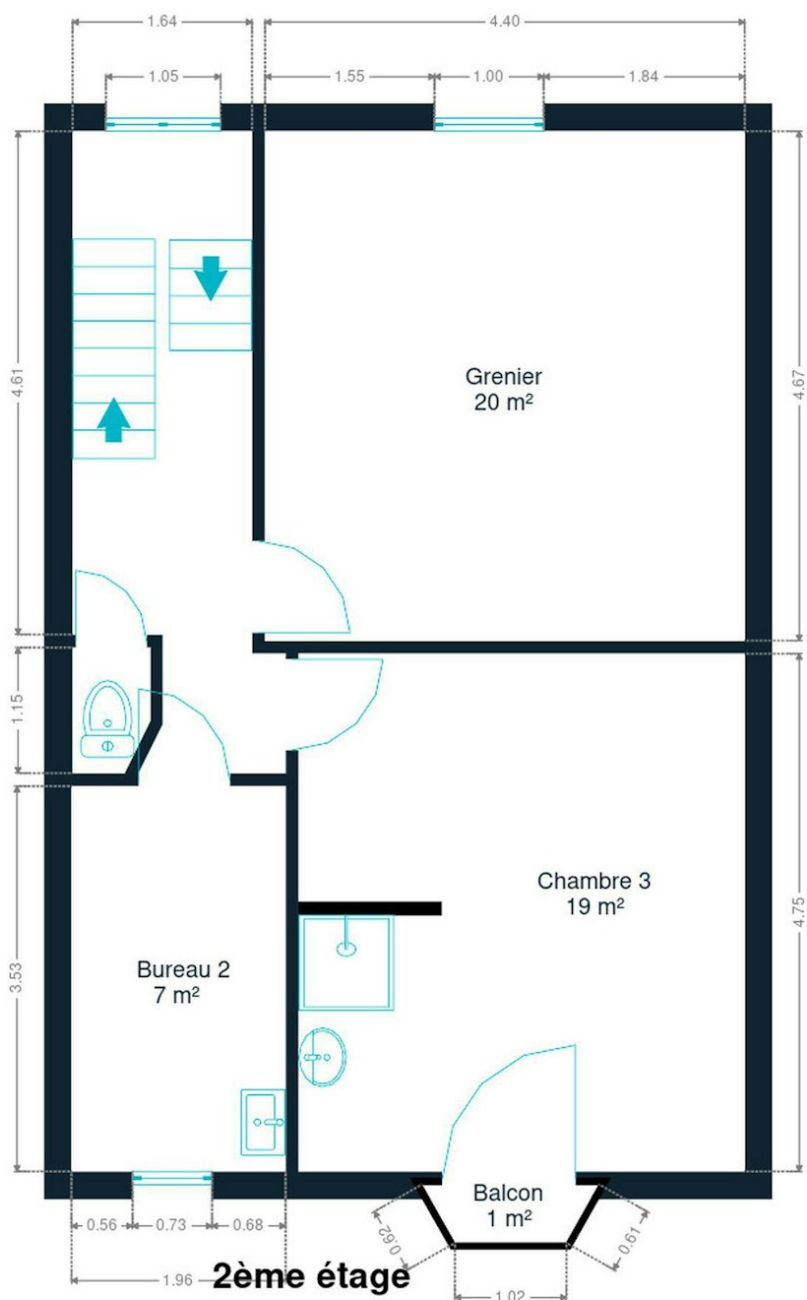 1.64
4.40
1.05
1.55
1.00
1.84
4.61
4.67
Grenier
20 m²
1.15
Chambre 3
19 m²
4.75
Bureau 2
7 m²
3.53
Balcon
1 m²
0.56
0.73
0.68
0.62
0.61
1.96
2ème étage
1.02